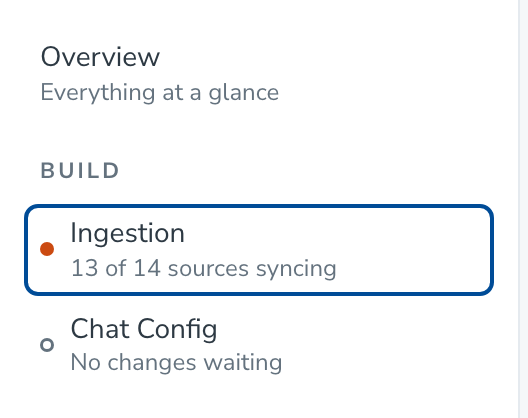 Overview
Everything at a glance
BUILD
Ingestion
13 of 14 sources syncing
Chat Config
No changes waiting